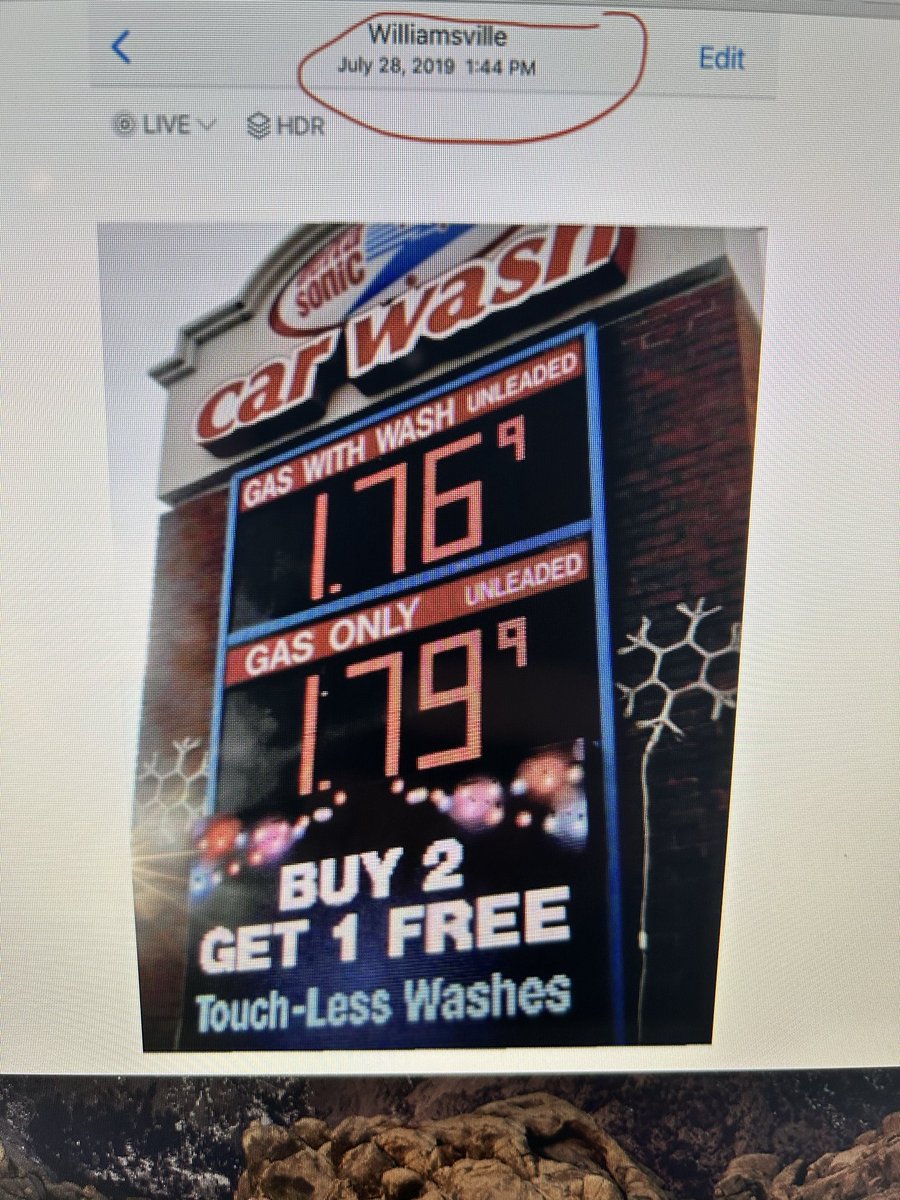 Williamsville
July 28, 2019 1:44 PM
Edit
LIVE
HDR
sonic
car wash
GAS WITH WASH UNLEADED
1.76 9
GAS ONLY UNLEADED
1.79 9
BUY 2
GET 1 FREE
Touch-Less Washes